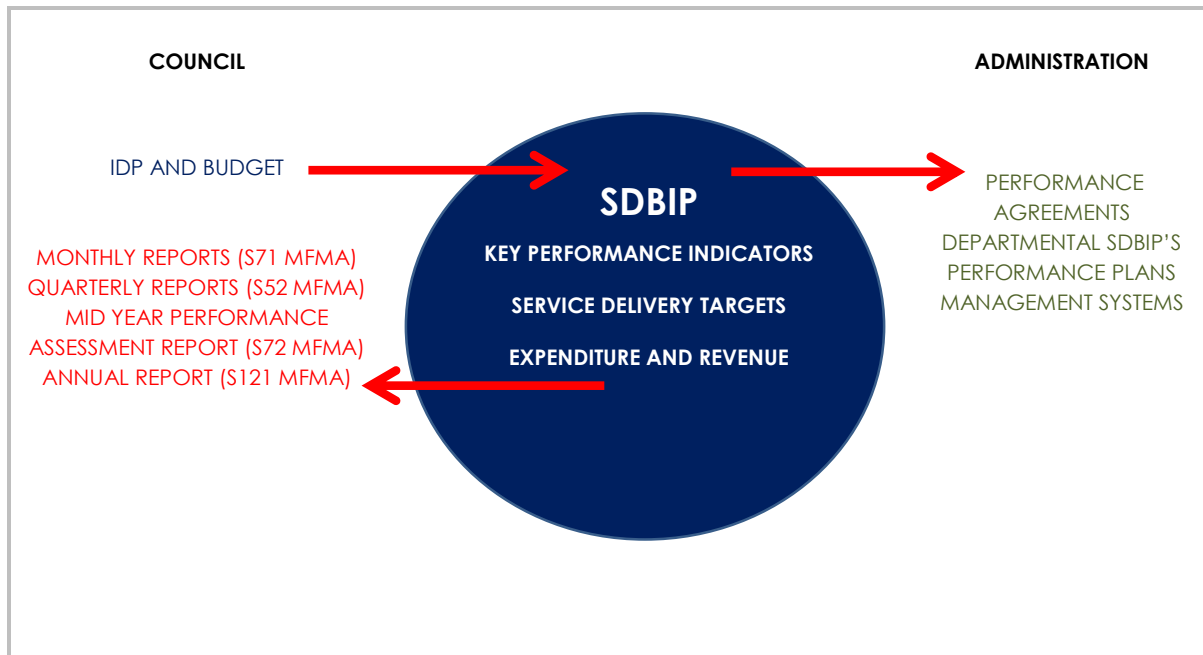 COUNCIL
ADMINISTRATION
IDP AND BUDGET
MONTHLY REPORTS (S71 MFMA)
QUARTERLY REPORTS (S52 MFMA)
MID YEAR PERFORMANCE
ASSESSMENT REPORT (S72 MFMA)
ANNUAL REPORT (S121 MFMA)
SDBIP
KEY PERFORMANCE INDICATORS
SERVICE DELIVERY TARGETS
EXPENDITURE AND REVENUE
PERFORMANCE
AGREEMENTS
DEPARTMENTAL SDBIP’S
PERFORMANCE PLANS
MANAGEMENT SYSTEMS